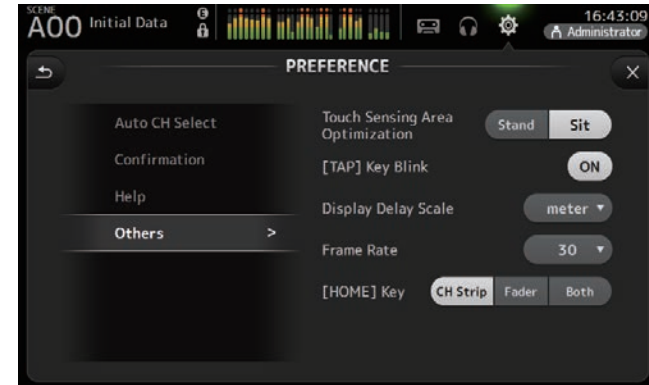 SCENE
A00 Initial Data
16:43:09
Administrator
PREFERENCE
Auto CH Select
Confirmation
Help
Others >
Touch Sensing Area
Optimization
Stand Sit
[TAP] Key Blink
ON
Display Delay Scale
meter
Frame Rate
30
[HOME] Key
CH Strip Fader Both